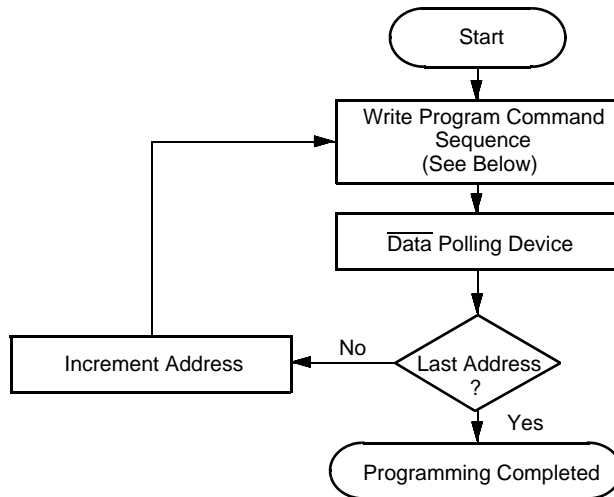 Start
Write Program Command
Sequence
(See Below)
Data Polling Device
Increment Address
No
Last Address
?
Yes
Programming Completed